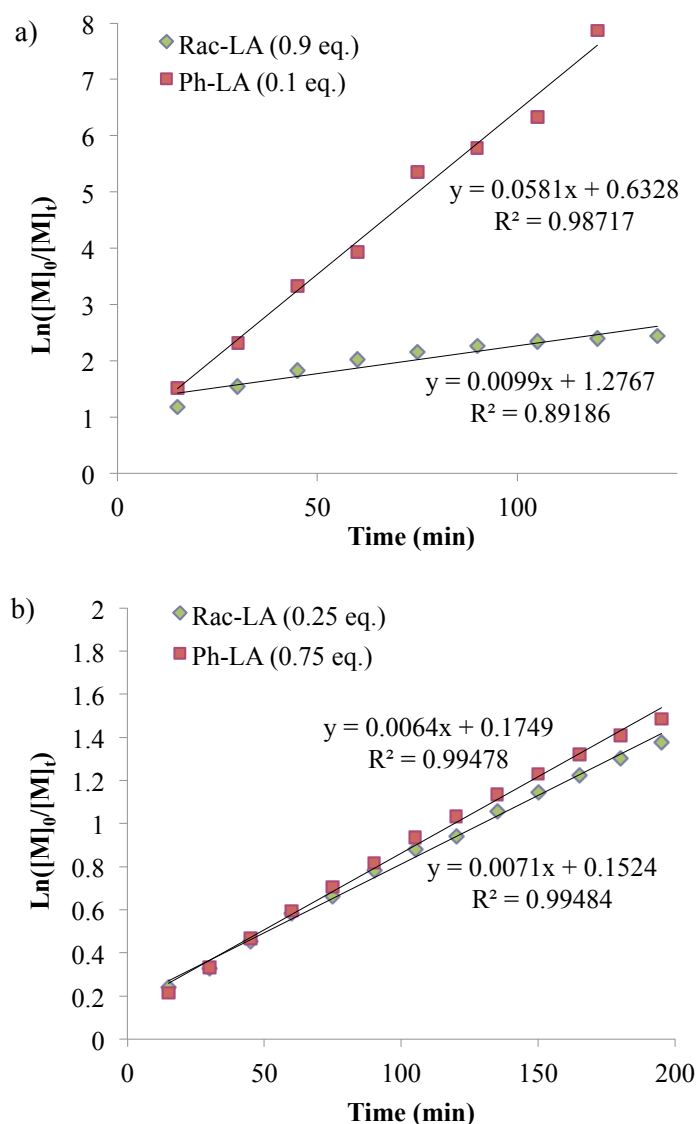 a)
Rac-LA (0.9 eq.)
Ph-LA (0.1 eq.)
Ln([M]₀/[M]ₜ)
8
7
6
5
4
3
2
1
0
y = 0.0581x + 0.6328
R² = 0.98717
y = 0.0099x + 1.2767
R² = 0.89186
0 50 100
Time (min)
b)
Rac-LA (0.25 eq.)
Ph-LA (0.75 eq.)
Ln([M]₀/[M]ₜ)
2
1.8
1.6
1.4
1.2
1
0.8
0.6
0.4
0.2
0
y = 0.0064x + 0.1749
R² = 0.99478
y = 0.0071x + 0.1524
R² = 0.99484
0 50 100 150 200
Time (min)